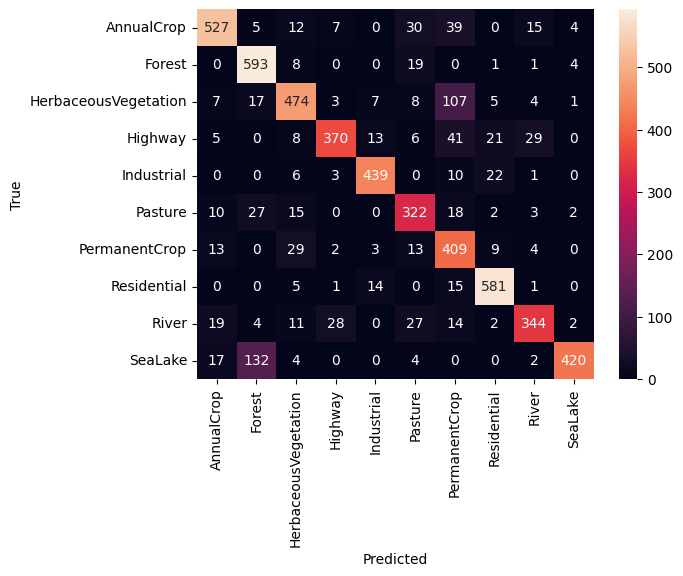 AnnualCrop 527 5 12 7 0 30 39 0 15 4
Forest 0 593 8 0 0 19 0 1 1 4
HerbaceousVegetation 7 17 474 3 7 8 107 5 4 1
Highway 5 0 8 370 13 6 41 21 29 0
Industrial 0 0 6 3 439 0 10 22 1 0
Pasture 10 27 15 0 0 322 18 2 3 2
PermanentCrop 13 0 29 2 3 13 409 9 4 0
Residential 0 0 5 1 14 0 15 581 1 0
River 19 4 11 28 0 27 14 2 344 2
SeaLake 17 132 4 0 0 4 0 0 2 420
True
AnnualCrop
Forest
HerbaceousVegetation
Highway
Industrial
Pasture
PermanentCrop
Residential
River
SeaLake
Predicted
500
400
300
200
100
0